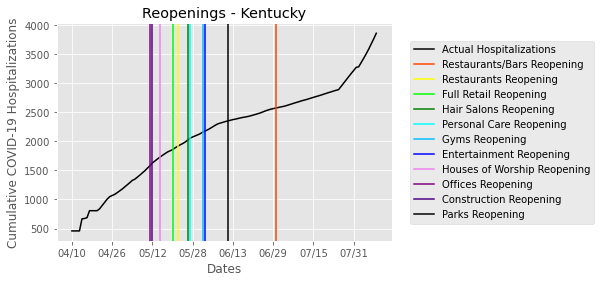 Reopenings - Kentucky
Cumulative COVID-19 Hospitalizations
4000
3500
3000
2500
2000
1500
1000
500
04/10 04/26 05/12 05/28 06/13 06/29 07/15 07/31
Dates
Actual Hospitalizations
Restaurants/Bars Reopening
Restaurants Reopening
Full Retail Reopening
Hair Salons Reopening
Personal Care Reopening
Gyms Reopening
Entertainment Reopening
Houses of Worship Reopening
Offices Reopening
Construction Reopening
Parks Reopening